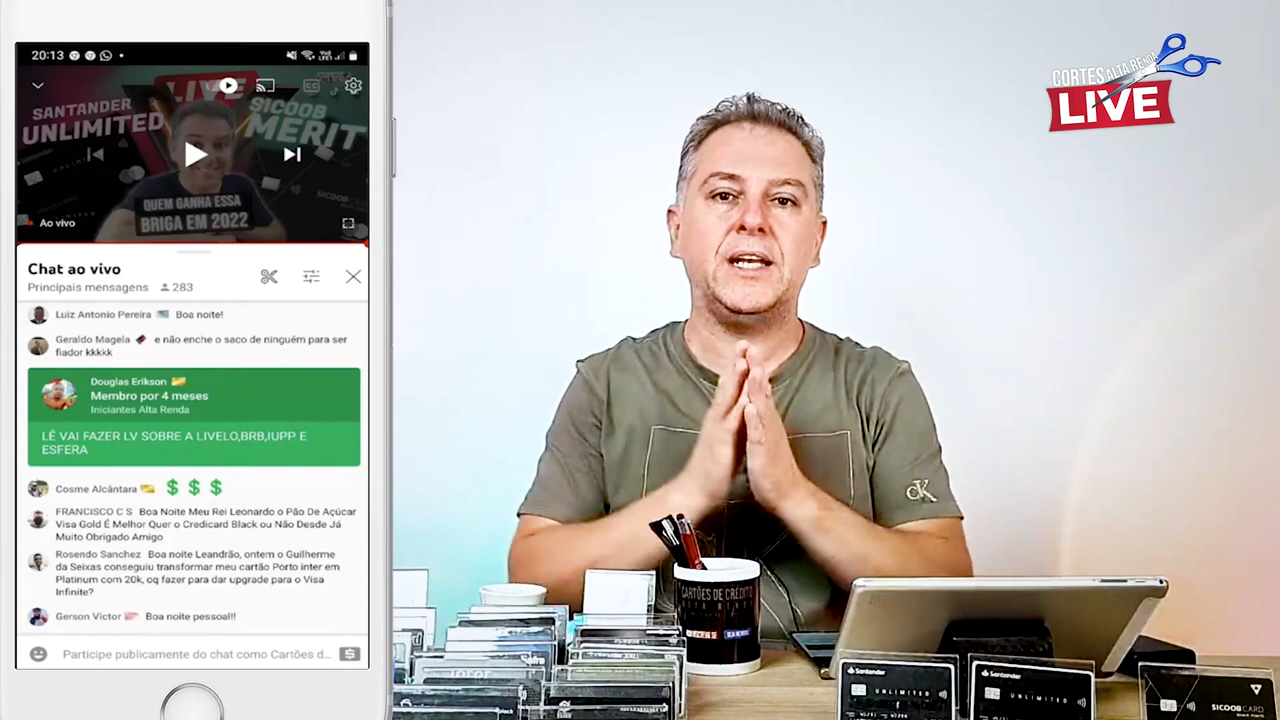 20:13
LIVE
SANTANDER
UNLIMITED
SICOOB
MERIT
QUEM GANHA ESSA
BRIGA EM 2022
Ao vivo
Chat ao vivo
Principais mensagens 283
Luiz Antonio Pereira Boa noite!
Geraldo Magela e não enche o saco de ninguém para ser
fiador kkkkk
Douglas Erikson
Membro por 4 meses
Iniciantes Alta Renda
LÊ VAI FAZER LV SOBRE A LIVELO,BRB,IUPP E
ESFERA
Cosme Alcântara $ $ $
FRANCISCO C S Boa Noite Meu Rei Leonardo o Pão De Açúcar
Visa Gold É Melhor Quer o Credicard Black ou Não Desde Já
Muito Obrigado Amigo
Rosendo Sanchez Boa noite Leandrão, ontem o Guilherme
da Seixas conseguiu transformar meu cartão Porto inter em
Platinum com 20k, oq fazer para dar upgrade para o Visa
Infinite?
Gerson Victor Boa noite pessoal!!
Participe publicamente do chat como Cartões d...
CORTES ALTA RENDA
LIVE
CK
CARTÕES DE CRÉDITO
ALTA RENDA
Santander
UNLIMITED
Santander
UNLIMITED
SICOOBCARD